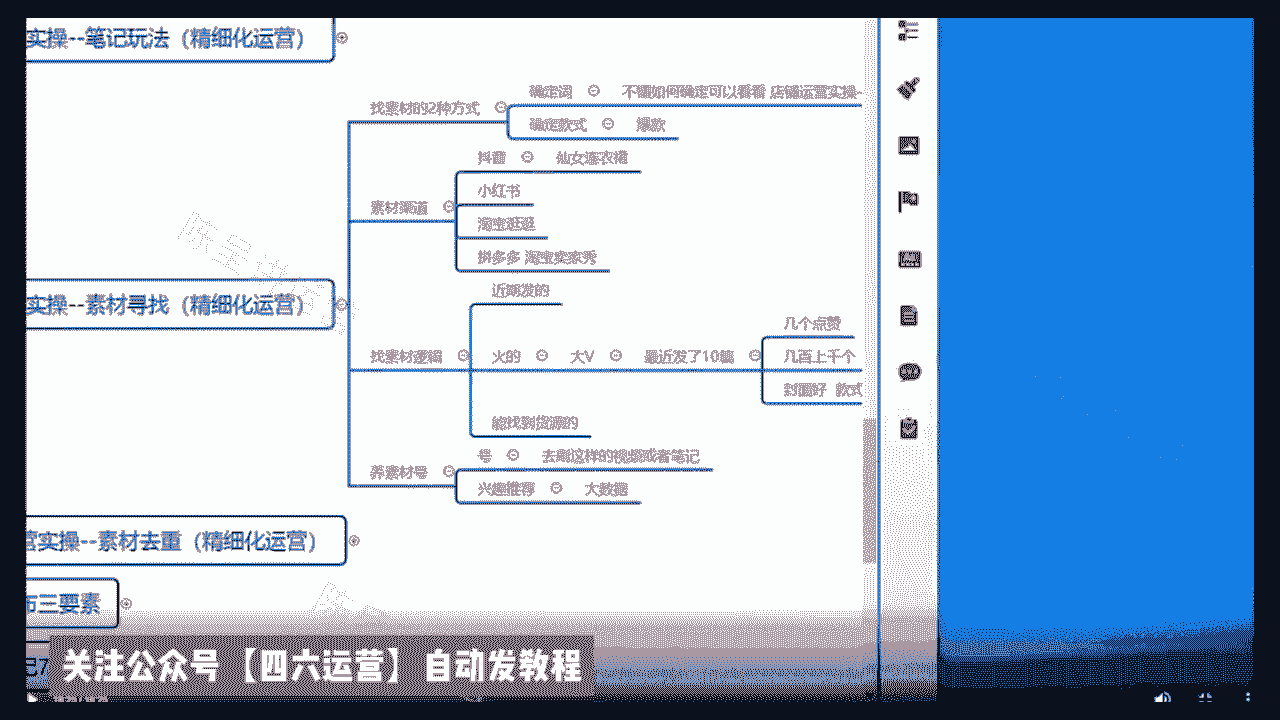 实操--笔记玩法（精细化运营）
确定词 不懂如何确定可以看看 店铺运营实操-
找素材的2种方式
确定款式 爆款
抖音 仙女连衣裙
小红书
素材渠道
淘宝逛逛
拼多多 淘宝卖家秀
近期发的
实操--素材寻找（精细化运营）
几个点赞
找素材逻辑 火的 大V 最近发了10篇 几百上千个
封面好 款式
能找到货源的
号 去刷这样的视频或者笔记
养素材号
兴趣推荐 大数据
营实操--素材去重（精细化运营）
布三要素
关注公众号【四六运营】自动发教程